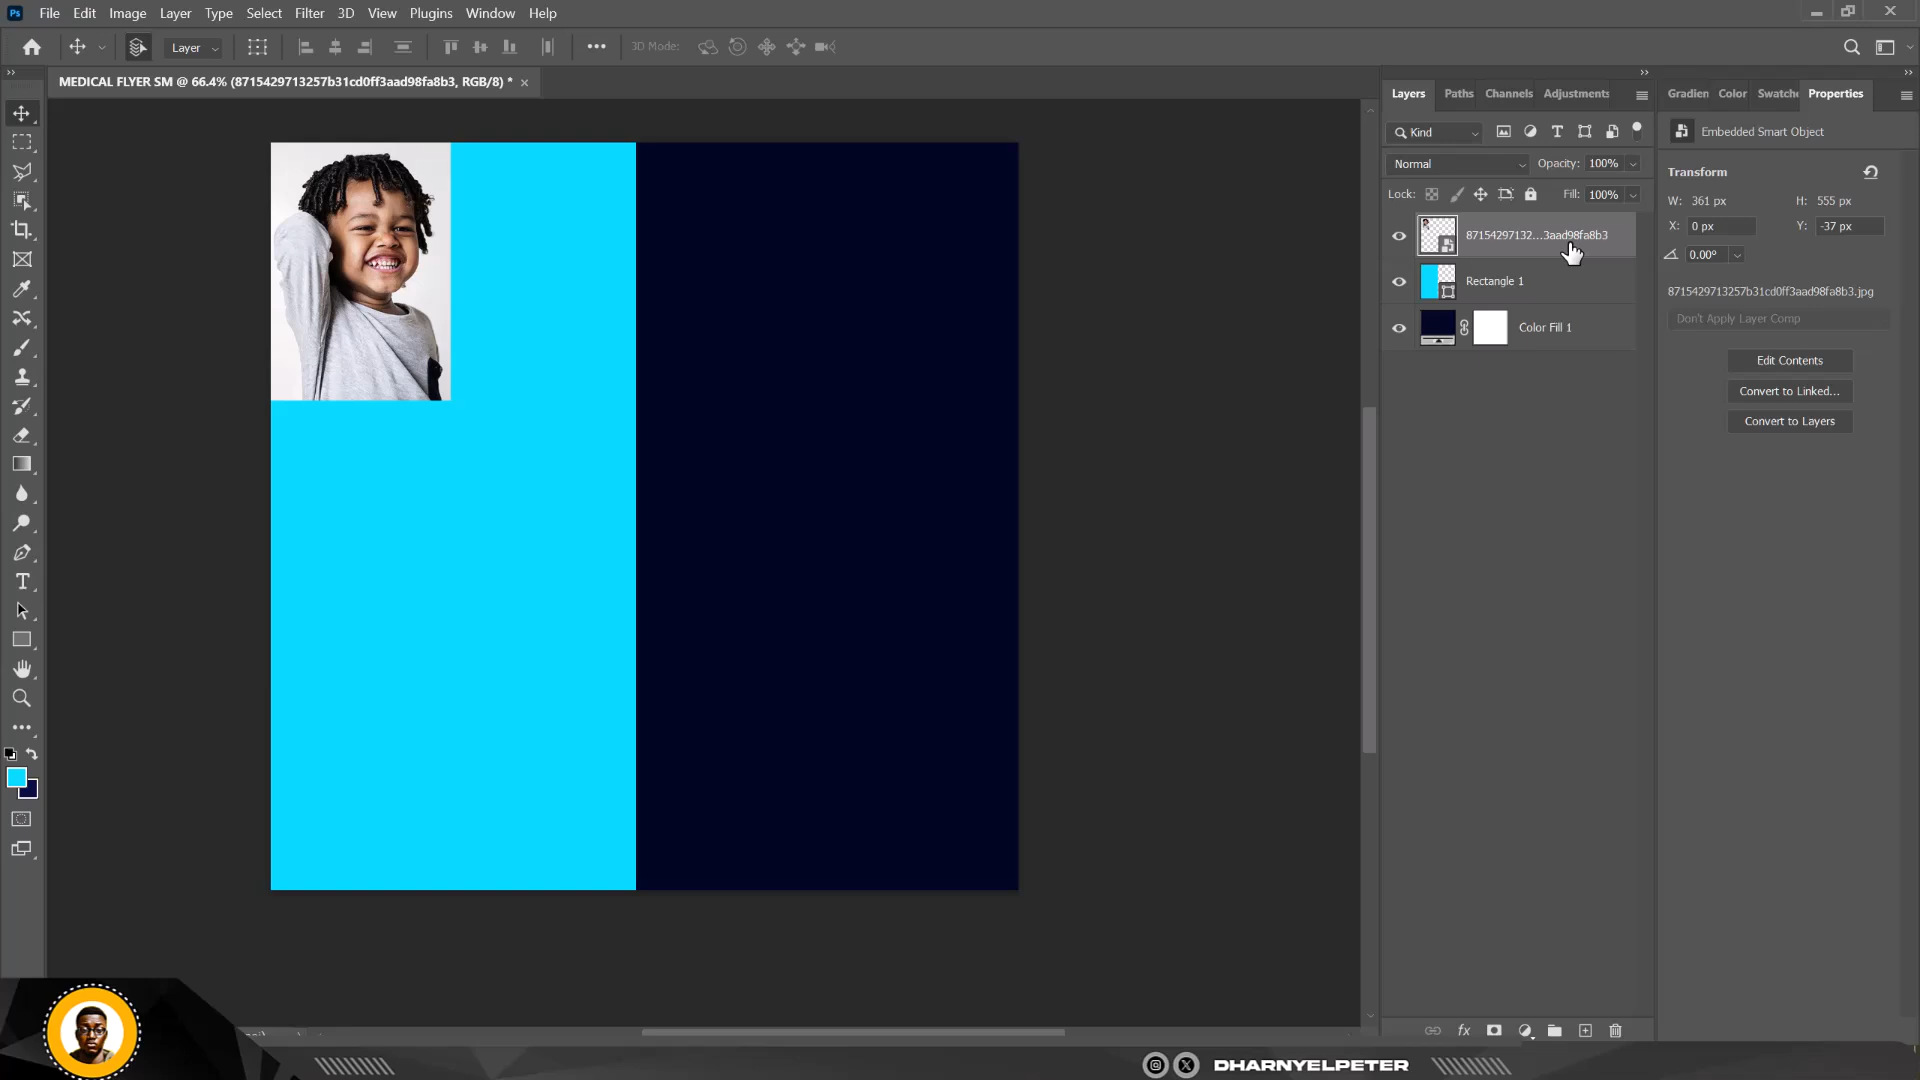 Ps File Edit Image Layer Type Select Filter 3D View Plugins Window Help
Layer 3D Mode:
MEDICAL FLYER SM @ 66.4% (8715429713257b31cd0ff3aad98fa8b3, RGB/8) *
Layers Paths Channels Adjustments
Gradien Color Swatche Properties
Kind
Embedded Smart Object
Normal Opacity: 100%
Transform
Lock: Fill: 100%
W: 361 px H: 555 px
X: 0 px Y: -37 px
87154297132...3aad98fa8b3
0.00°
Rectangle 1
8715429713257b31cd0ff3aad98fa8b3.jpg
Don't Apply Layer Comp
Color Fill 1
Edit Contents
Convert to Linked...
Convert to Layers
fx
DHARNYELPETER